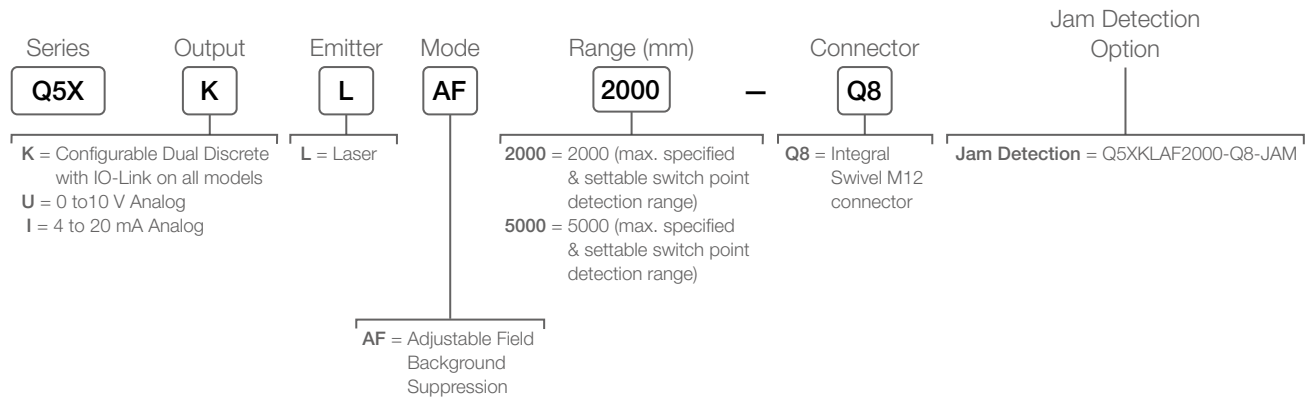 Jam Detection
Option
Series Output Emitter Mode Range (mm) Connector
Q5X K L AF 2000 – Q8
K = Configurable Dual Discrete
with IO-Link on all models
U = 0 to10 V Analog
I = 4 to 20 mA Analog
L = Laser
2000 = 2000 (max. specified
& settable switch point
detection range)
5000 = 5000 (max. specified
& settable switch point
detection range)
Q8 = Integral
Swivel M12
connector
Jam Detection = Q5XKLAF2000-Q8-JAM
AF = Adjustable Field
Background
Suppression